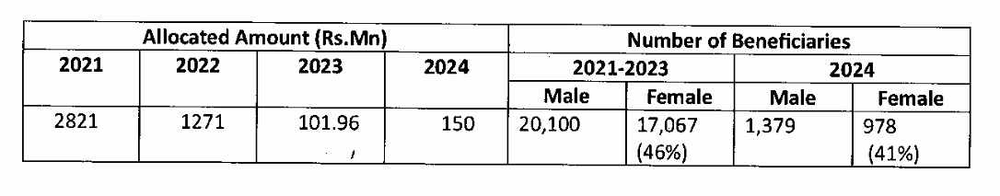 Allocated Amount (Rs.Mn) Number of Beneficiaries
2021 2022 2023 2024 2021-2023 2024
Male Female Male Female
2821 1271 101.96 150 20,100 17,067 1,379 978
(46%) (41%)